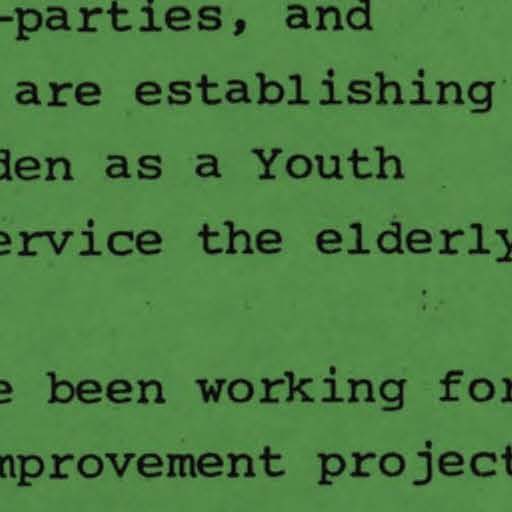 -parties, and
are establishing
den as a Youth
ervice the elderly
e been working for
mprovement project